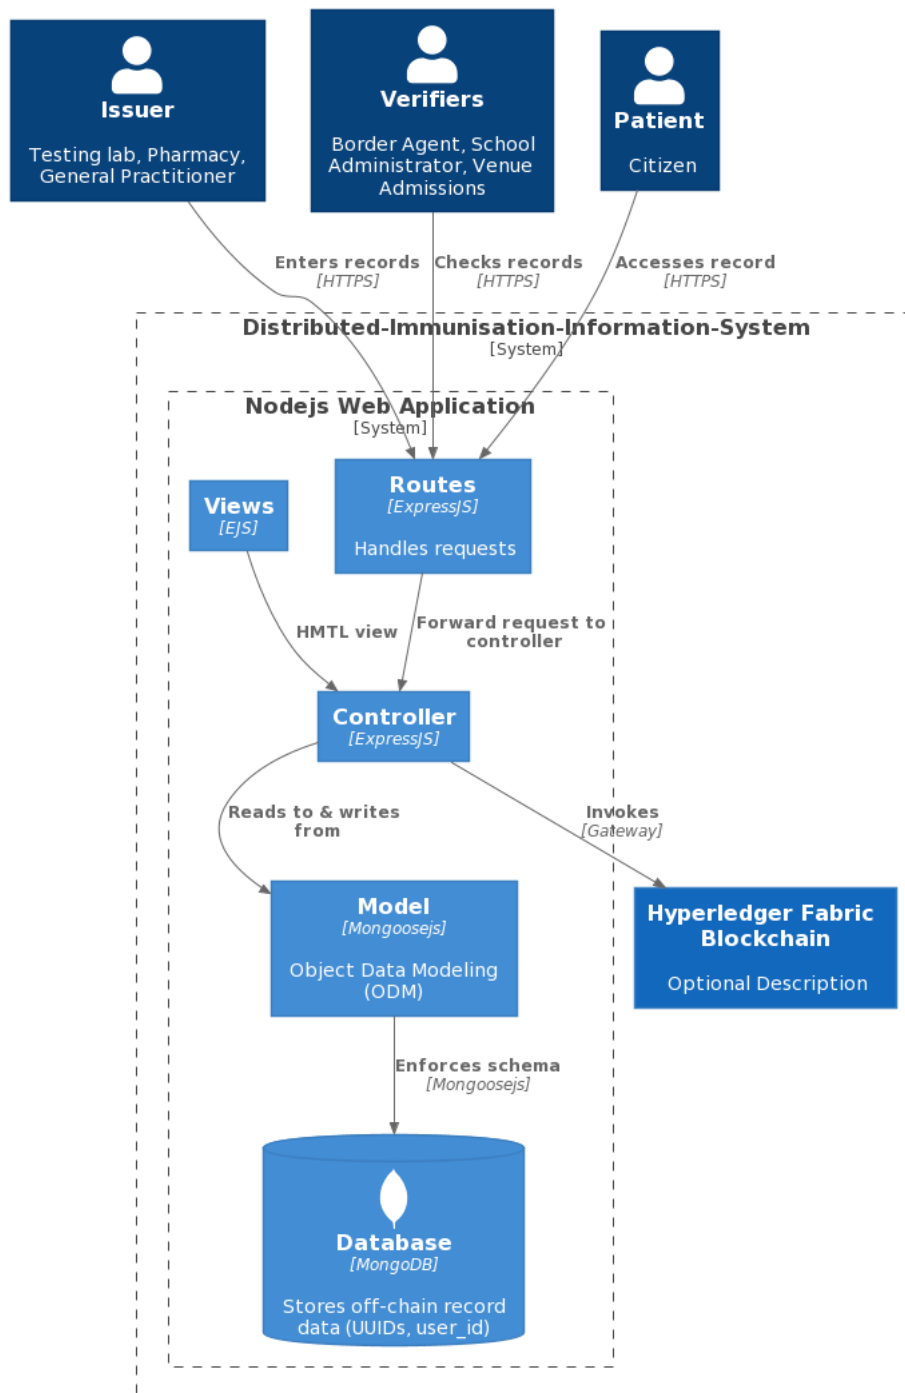 Issuer
Testing lab, Pharmacy,
General Practitioner
Verifiers
Border Agent, School
Administrator, Venue
Admissions
Patient
Citizen
Enters records
[HTTPS]
Checks records
[HTTPS]
Accesses record
[HTTPS]
Distributed-Immunisation-Information-System
[System]
Nodejs Web Application
[System]
Views
[EJS]
Routes
[ExpressJS]
Handles requests
HMTL view
Forward request to
controller
Controller
[ExpressJS]
Reads to & writes
from
Invokes
[Gateway]
Model
[Mongoosejs]
Object Data Modeling
(ODM)
Hyperledger Fabric
Blockchain
Optional Description
Enforces schema
[Mongoosejs]
Database
[MongoDB]
Stores off-chain record
data (UUIDs, user_id)